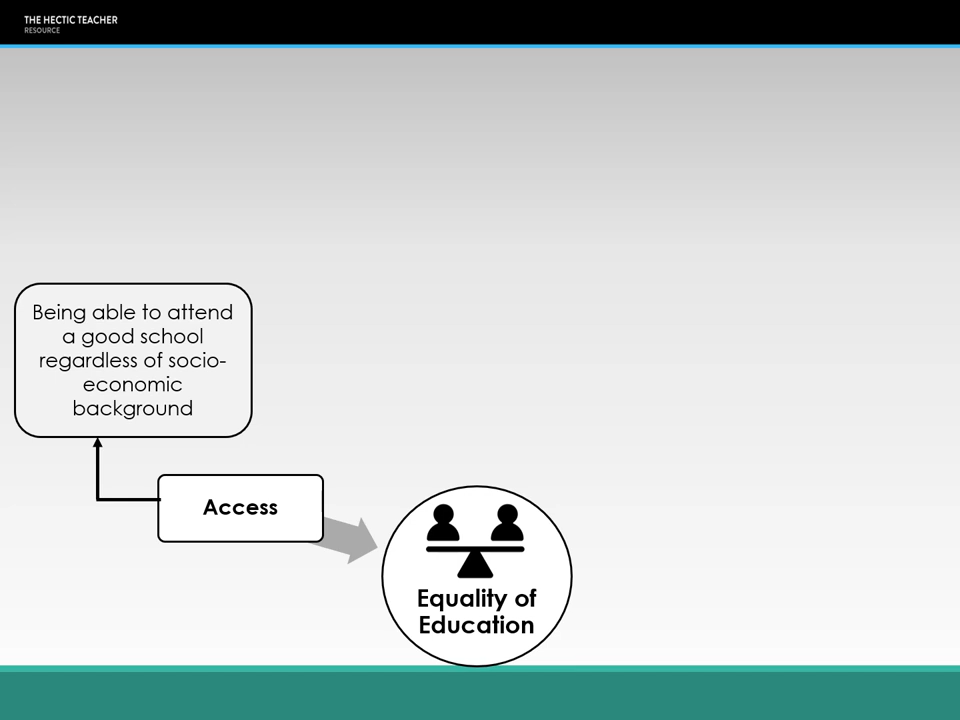 THE HECTIC TEACHER
RESOURCE
Being able to attend
a good school
regardless of socio-
economic
background
Access
Equality of
Education